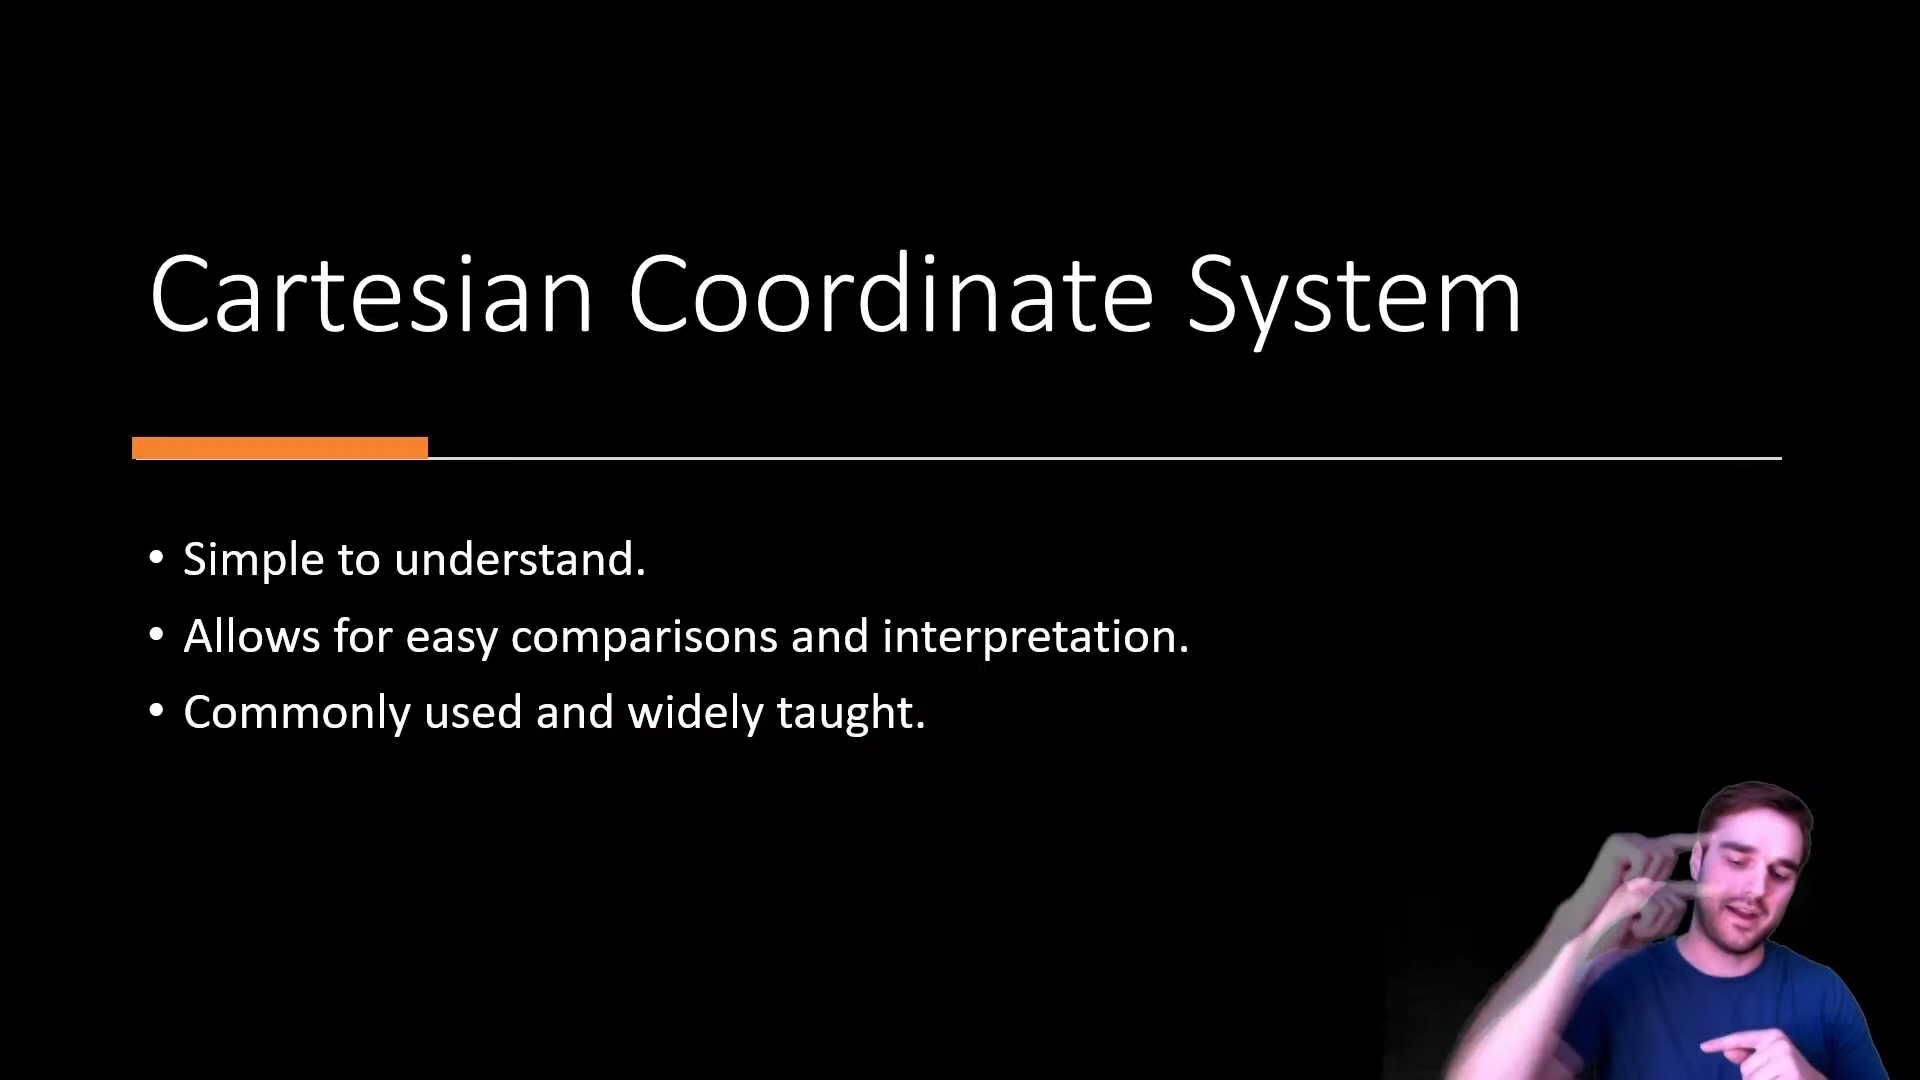 Cartesian Coordinate System
• Simple to understand.
• Allows for easy comparisons and interpretation.
• Commonly used and widely taught.